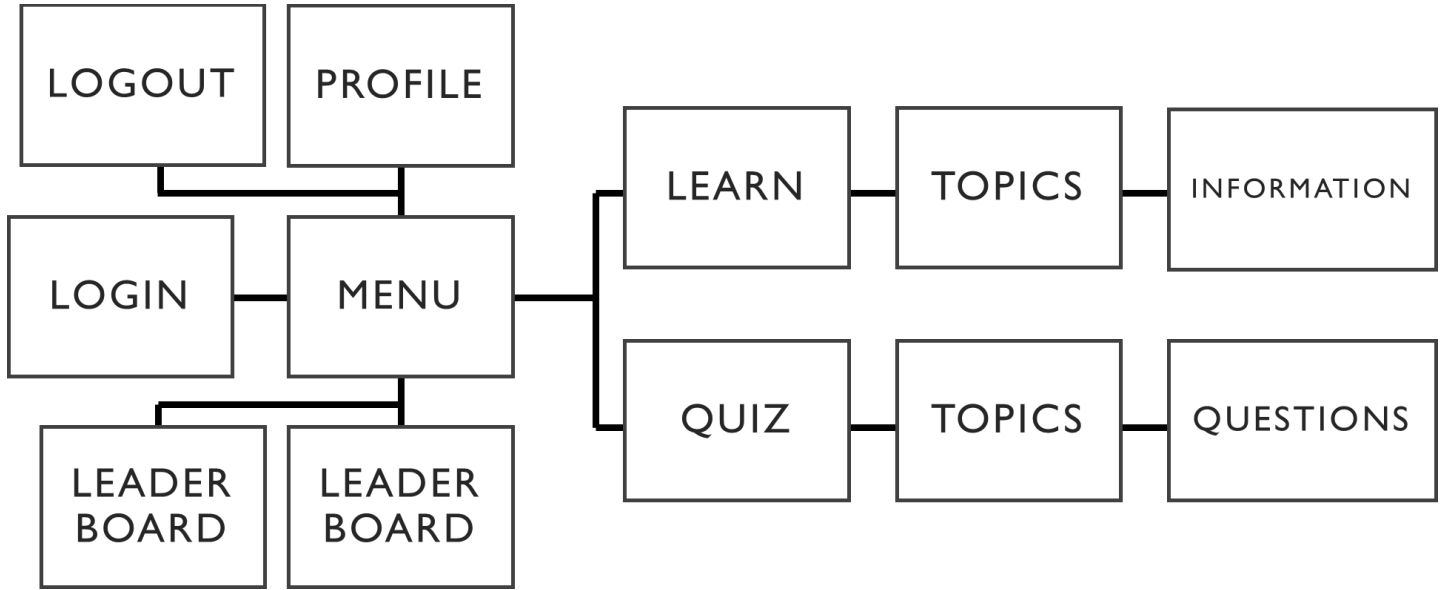 LOGOUT
PROFILE
LEARN
TOPICS
INFORMATION
LOGIN
MENU
QUIZ
TOPICS
QUESTIONS
LEADER
BOARD
LEADER
BOARD